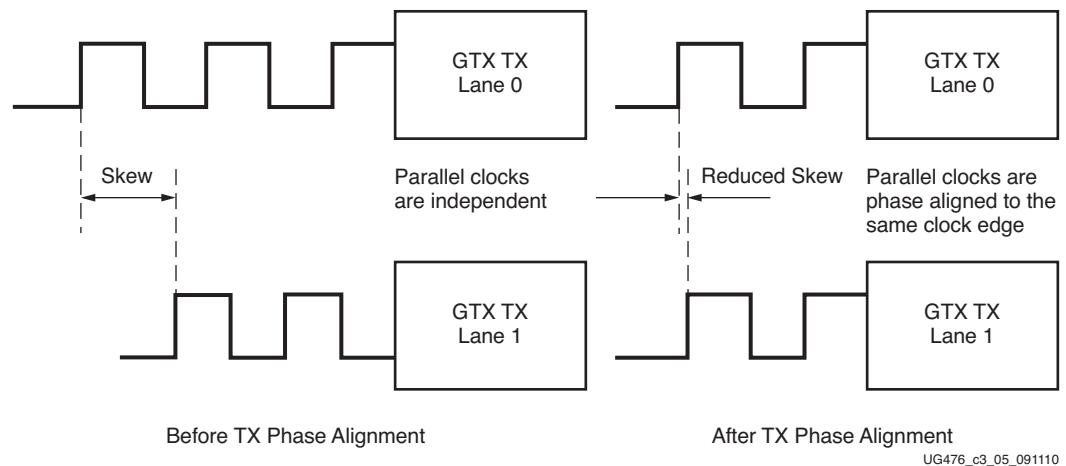 GTX TX
Lane 0
GTX TX
Lane 0
Skew
Parallel clocks
are independent
Reduced Skew
Parallel clocks are
phase aligned to the
same clock edge
GTX TX
Lane 1
GTX TX
Lane 1
Before TX Phase Alignment
After TX Phase Alignment
UG476_c3_05_091110